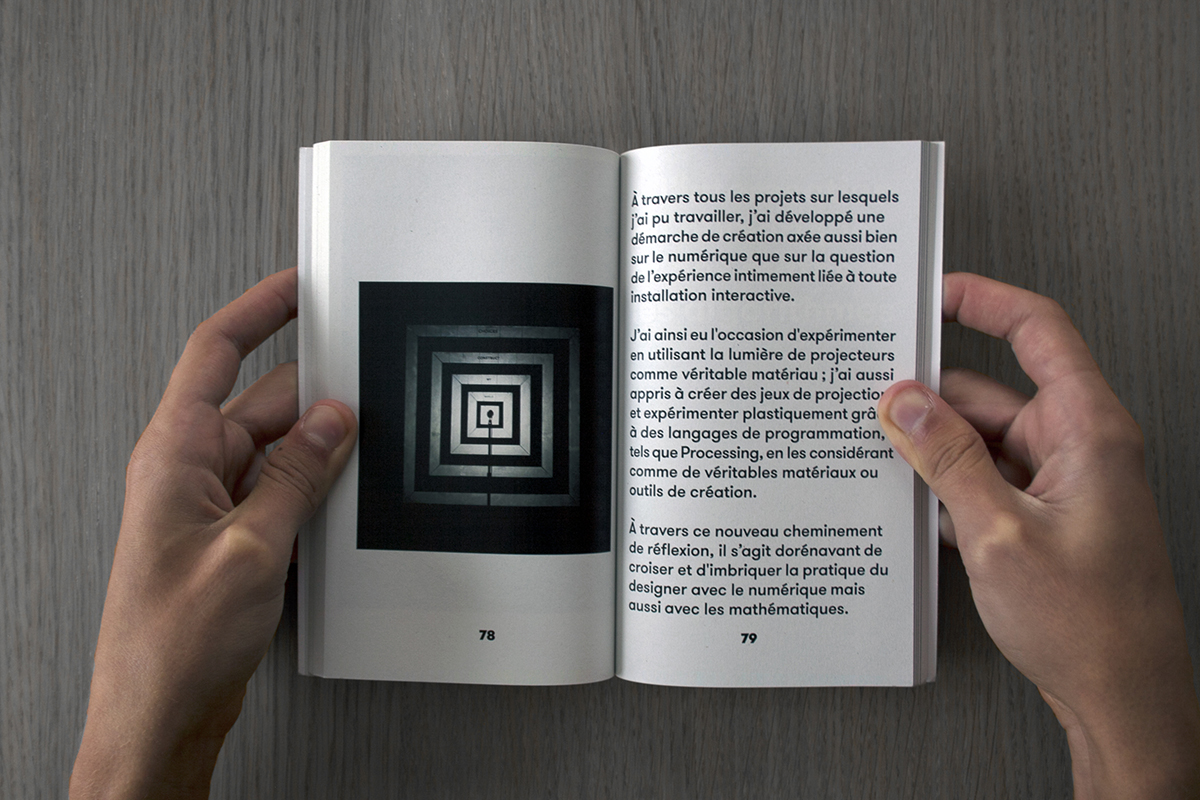 78
À travers tous les projets sur lesquels
j'ai pu travailler, j'ai développé une
démarche de création axée aussi bien
sur le numérique que sur la question
de l'expérience intimement liée à toute
installation interactive.
J'ai ainsi eu l'occasion d'expérimenter
en utilisant la lumière de projecteurs
comme véritable matériau ; j'ai aussi
appris à créer des jeux de projection
et expérimenter plastiquement
à des langages de programmation,
tels que Processing, en les considérant
comme de véritables matériaux ou
outils de création.
À travers ce nouveau cheminement
de réflexion, il s'agit dorénavant de
croiser et d'imbriquer la pratique du
designer avec le numérique mais
aussi avec les mathématiques.
79